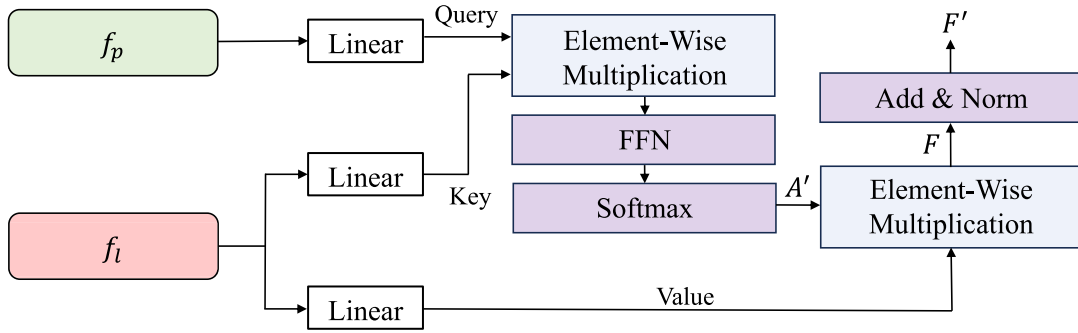 f_p
Linear
Query
Element-Wise
Multiplication
F′
Add & Norm
FFN
F
Linear
Key
Softmax
A′
Element-Wise
Multiplication
f_l
Linear
Value